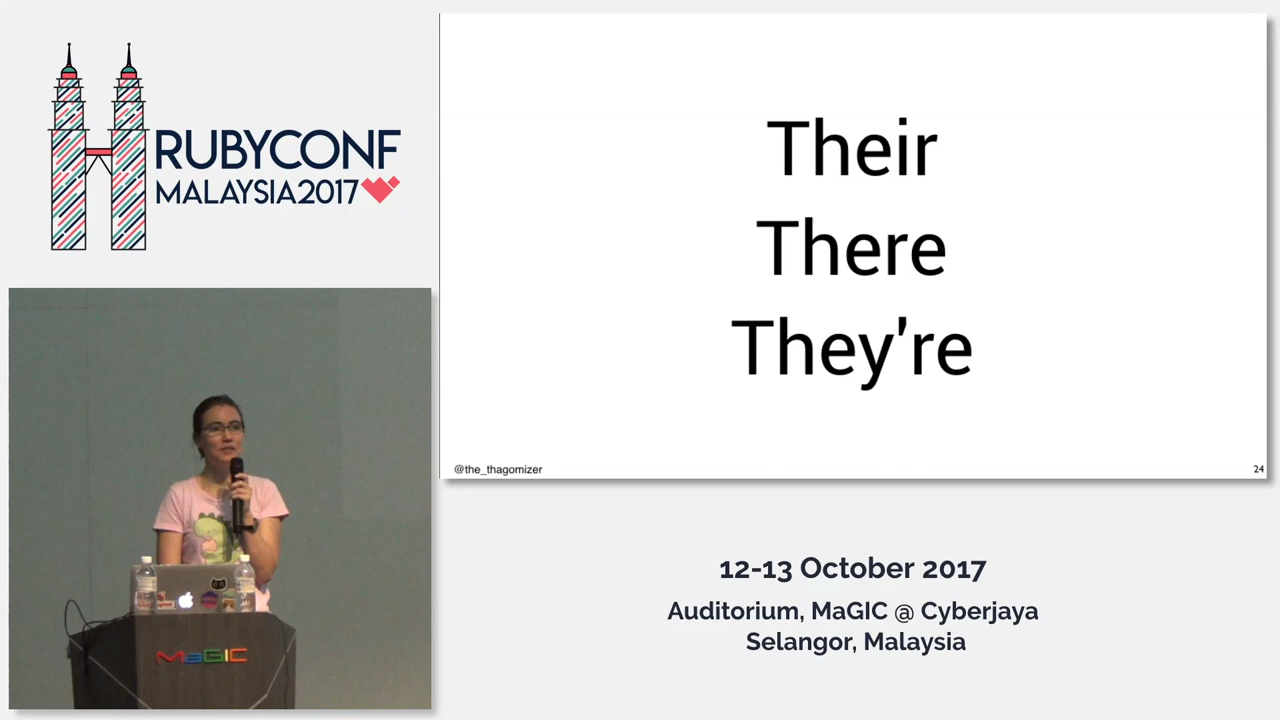 RUBYCONF
MALAYSIA2017
Their
There
They're
@the_thagomizer
24
12-13 October 2017
Auditorium, MaGIC @ Cyberjaya
Selangor, Malaysia
MaGIC